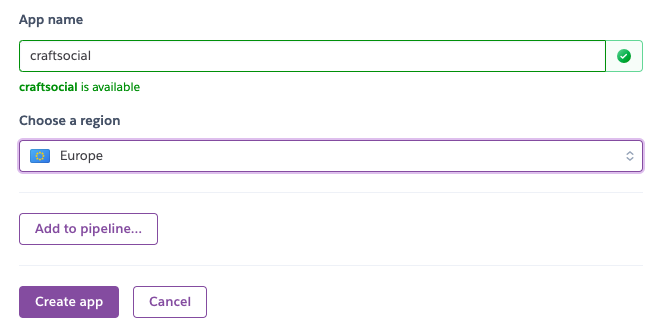 App name
craftsocial
craftsocial is available
Choose a region
Europe
Add to pipeline...
Create app
Cancel